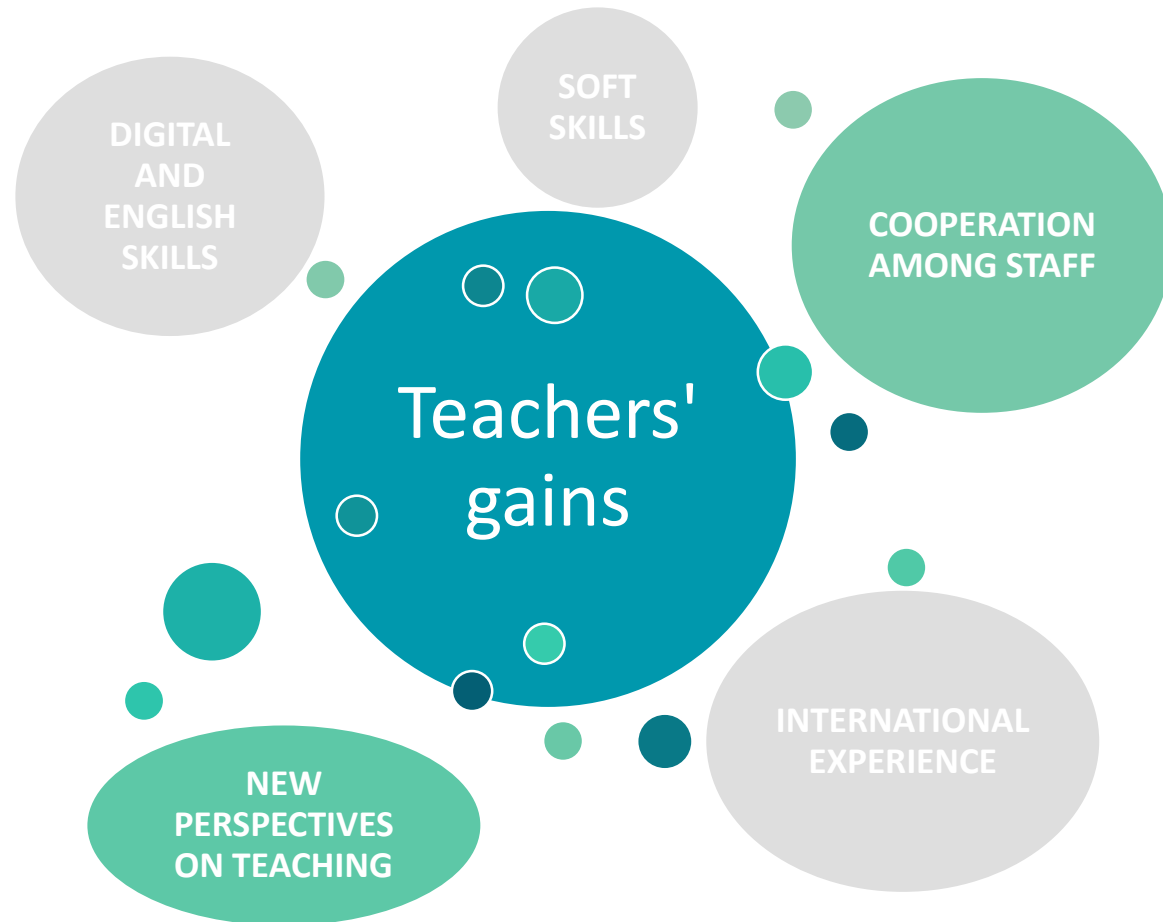 SOFT
SKILLS
DIGITAL
AND
ENGLISH
SKILLS
COOPERATION
AMONG STAFF
Teachers'
gains
INTERNATIONAL
EXPERIENCE
NEW
PERSPECTIVES
ON TEACHING